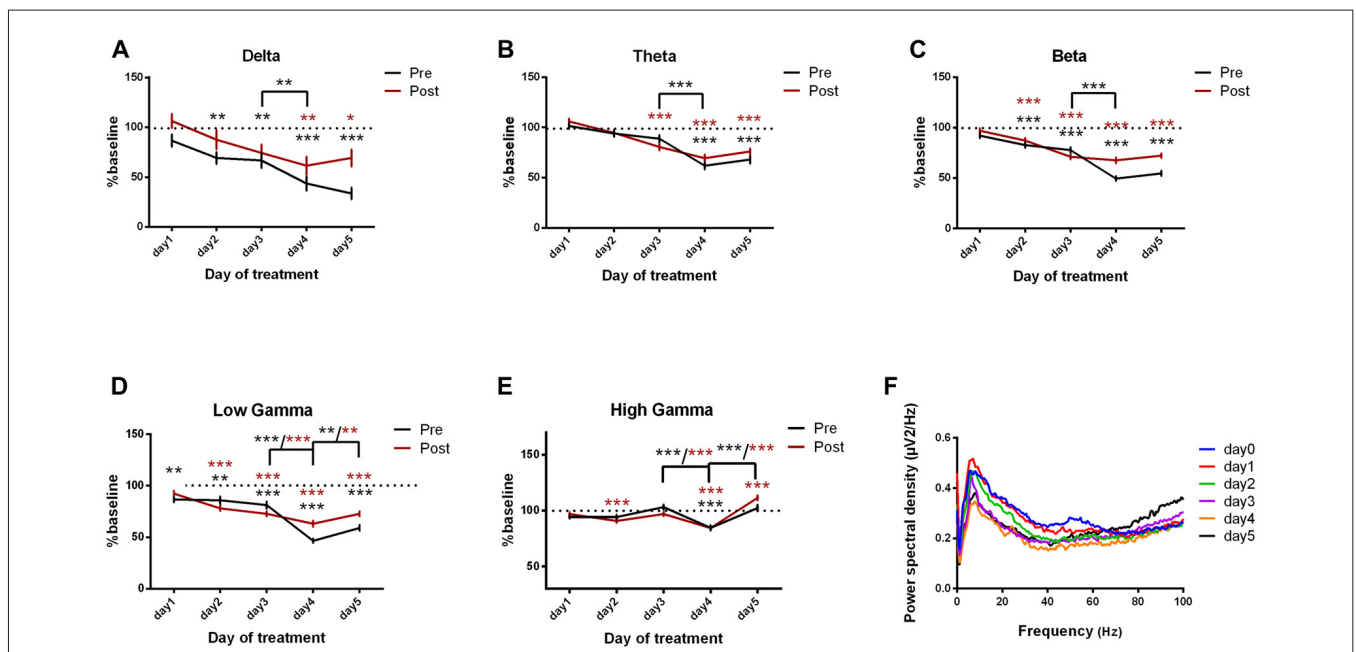 A
Delta
Pre
Post
%baseline
150
100
50
0
**
** ** ** *
*** ***
day1 day2 day3 day4 day5
Day of treatment
B
Theta
Pre
Post
%baseline
150
100
50
0
***
*** *** ***
*** ***
day1 day2 day3 day4 day5
Day of treatment
C
Beta
Pre
Post
%baseline
150
100
50
0
***
*** *** *** ***
*** *** *** ***
day1 day2 day3 day4 day5
Day of treatment
D
Low Gamma
Pre
Post
%baseline
150
100
50
0
***/*** **/**
** *** *** *** ***
** *** *** ***
day1 day2 day3 day4 day5
Day of treatment
E
High Gamma
Pre
Post
%baseline
150
100
50
***/*** ***/***
*** *** ***
***
day1 day2 day3 day4 day5
Day of treatment
F
Power spectral density (μV2/Hz)
0.6
0.4
0.2
0.0
0 20 40 60 80 100
Frequency (Hz)
day0
day1
day2
day3
day4
day5